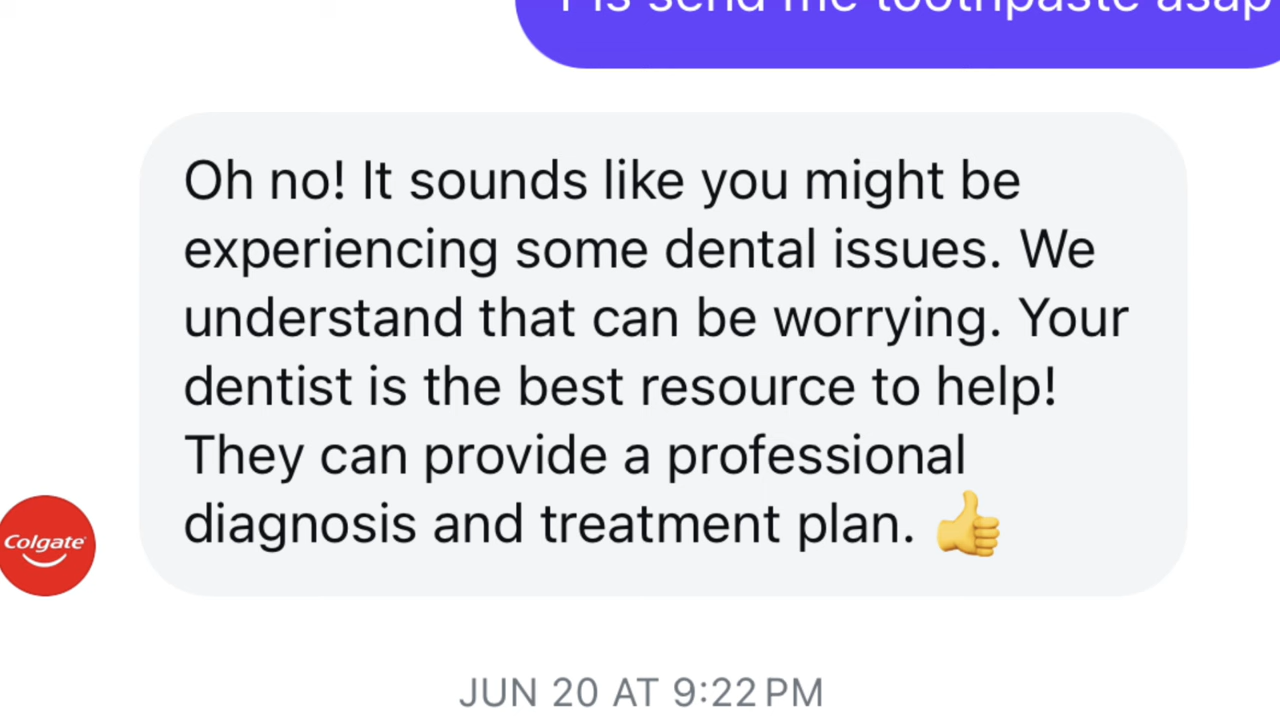 Pls send me toothpaste asap
Oh no! It sounds like you might be
experiencing some dental issues. We
understand that can be worrying. Your
dentist is the best resource to help!
They can provide a professional
diagnosis and treatment plan. 👍
Colgate
JUN 20 AT 9:22 PM